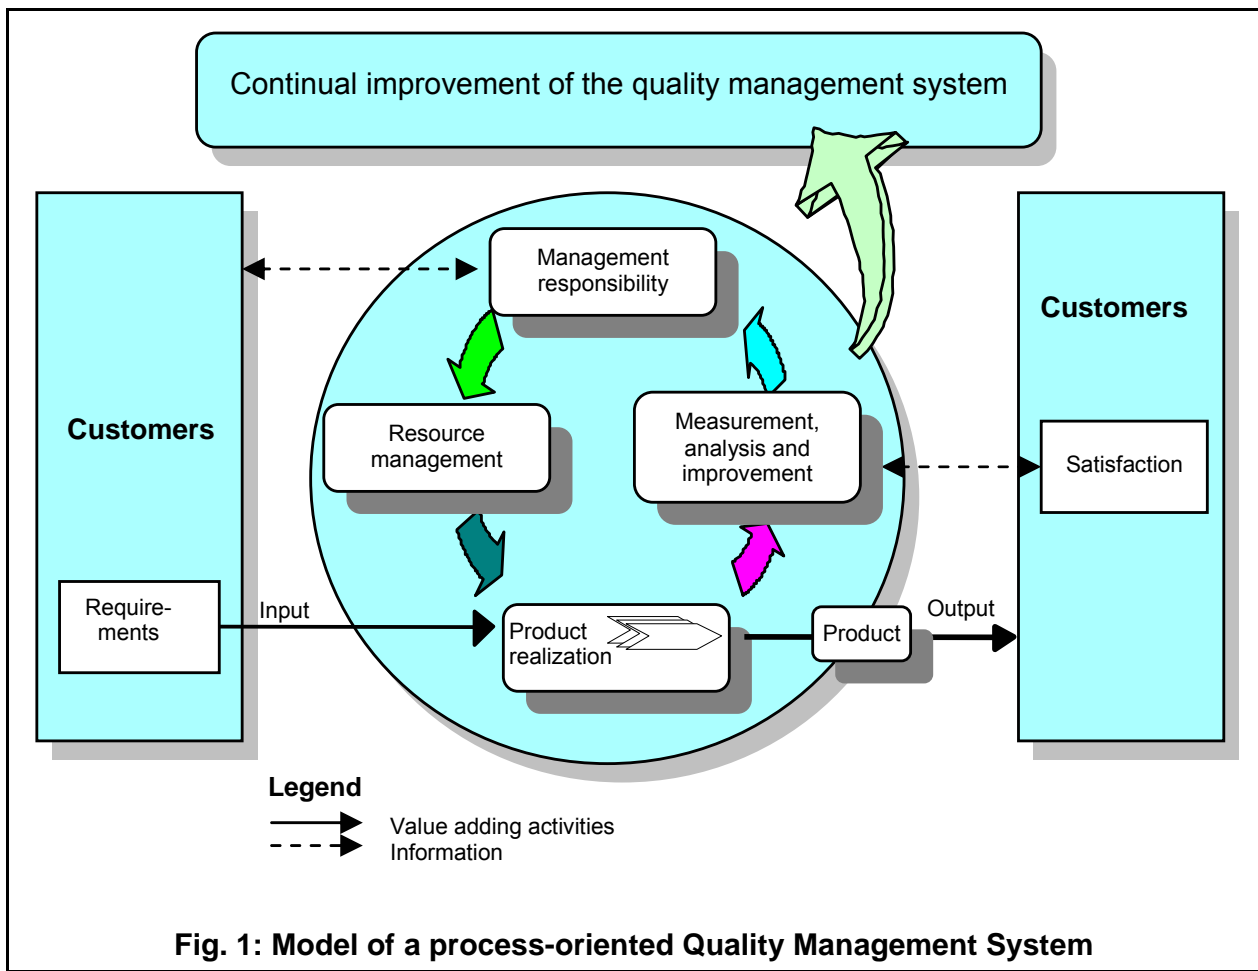 Continual improvement of the quality management system
Customers
Require-
ments
Input
Management
responsibility
Resource
management
Measurement,
analysis and
improvement
Product
realization
Product
Output
Customers
Satisfaction
Legend
Value adding activities
Information
Fig. 1: Model of a process-oriented Quality Management System